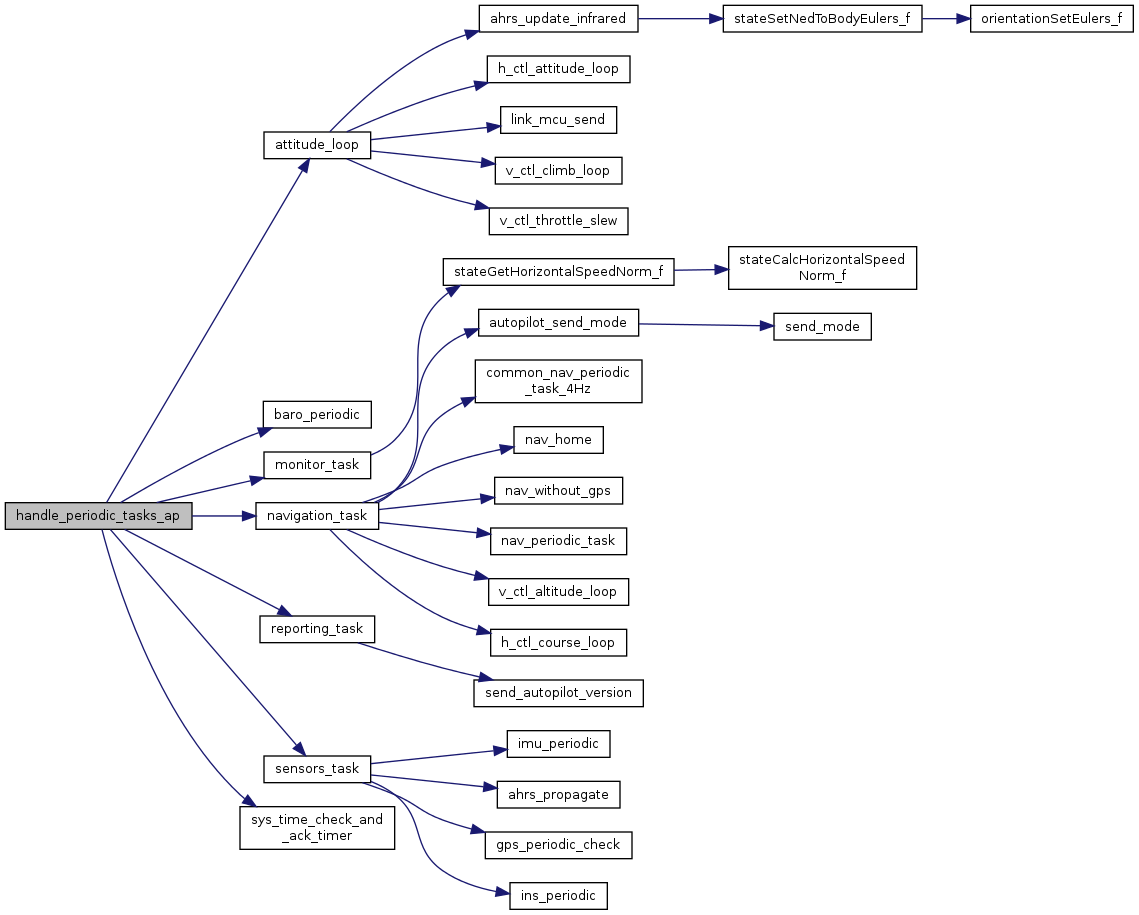 ahrs_update_infrared
stateSetNedToBodyEulers_f
orientationSetEulers_f
h_ctl_attitude_loop
link_mcu_send
attitude_loop
v_ctl_climb_loop
v_ctl_throttle_slew
stateGetHorizontalSpeedNorm_f
stateCalcHorizontalSpeed
Norm_f
autopilot_send_mode
send_mode
common_nav_periodic
_task_4Hz
baro_periodic
nav_home
monitor_task
nav_without_gps
handle_periodic_tasks_ap
navigation_task
nav_periodic_task
v_ctl_altitude_loop
reporting_task
h_ctl_course_loop
send_autopilot_version
imu_periodic
sensors_task
ahrs_propagate
sys_time_check_and
_ack_timer
gps_periodic_check
ins_periodic